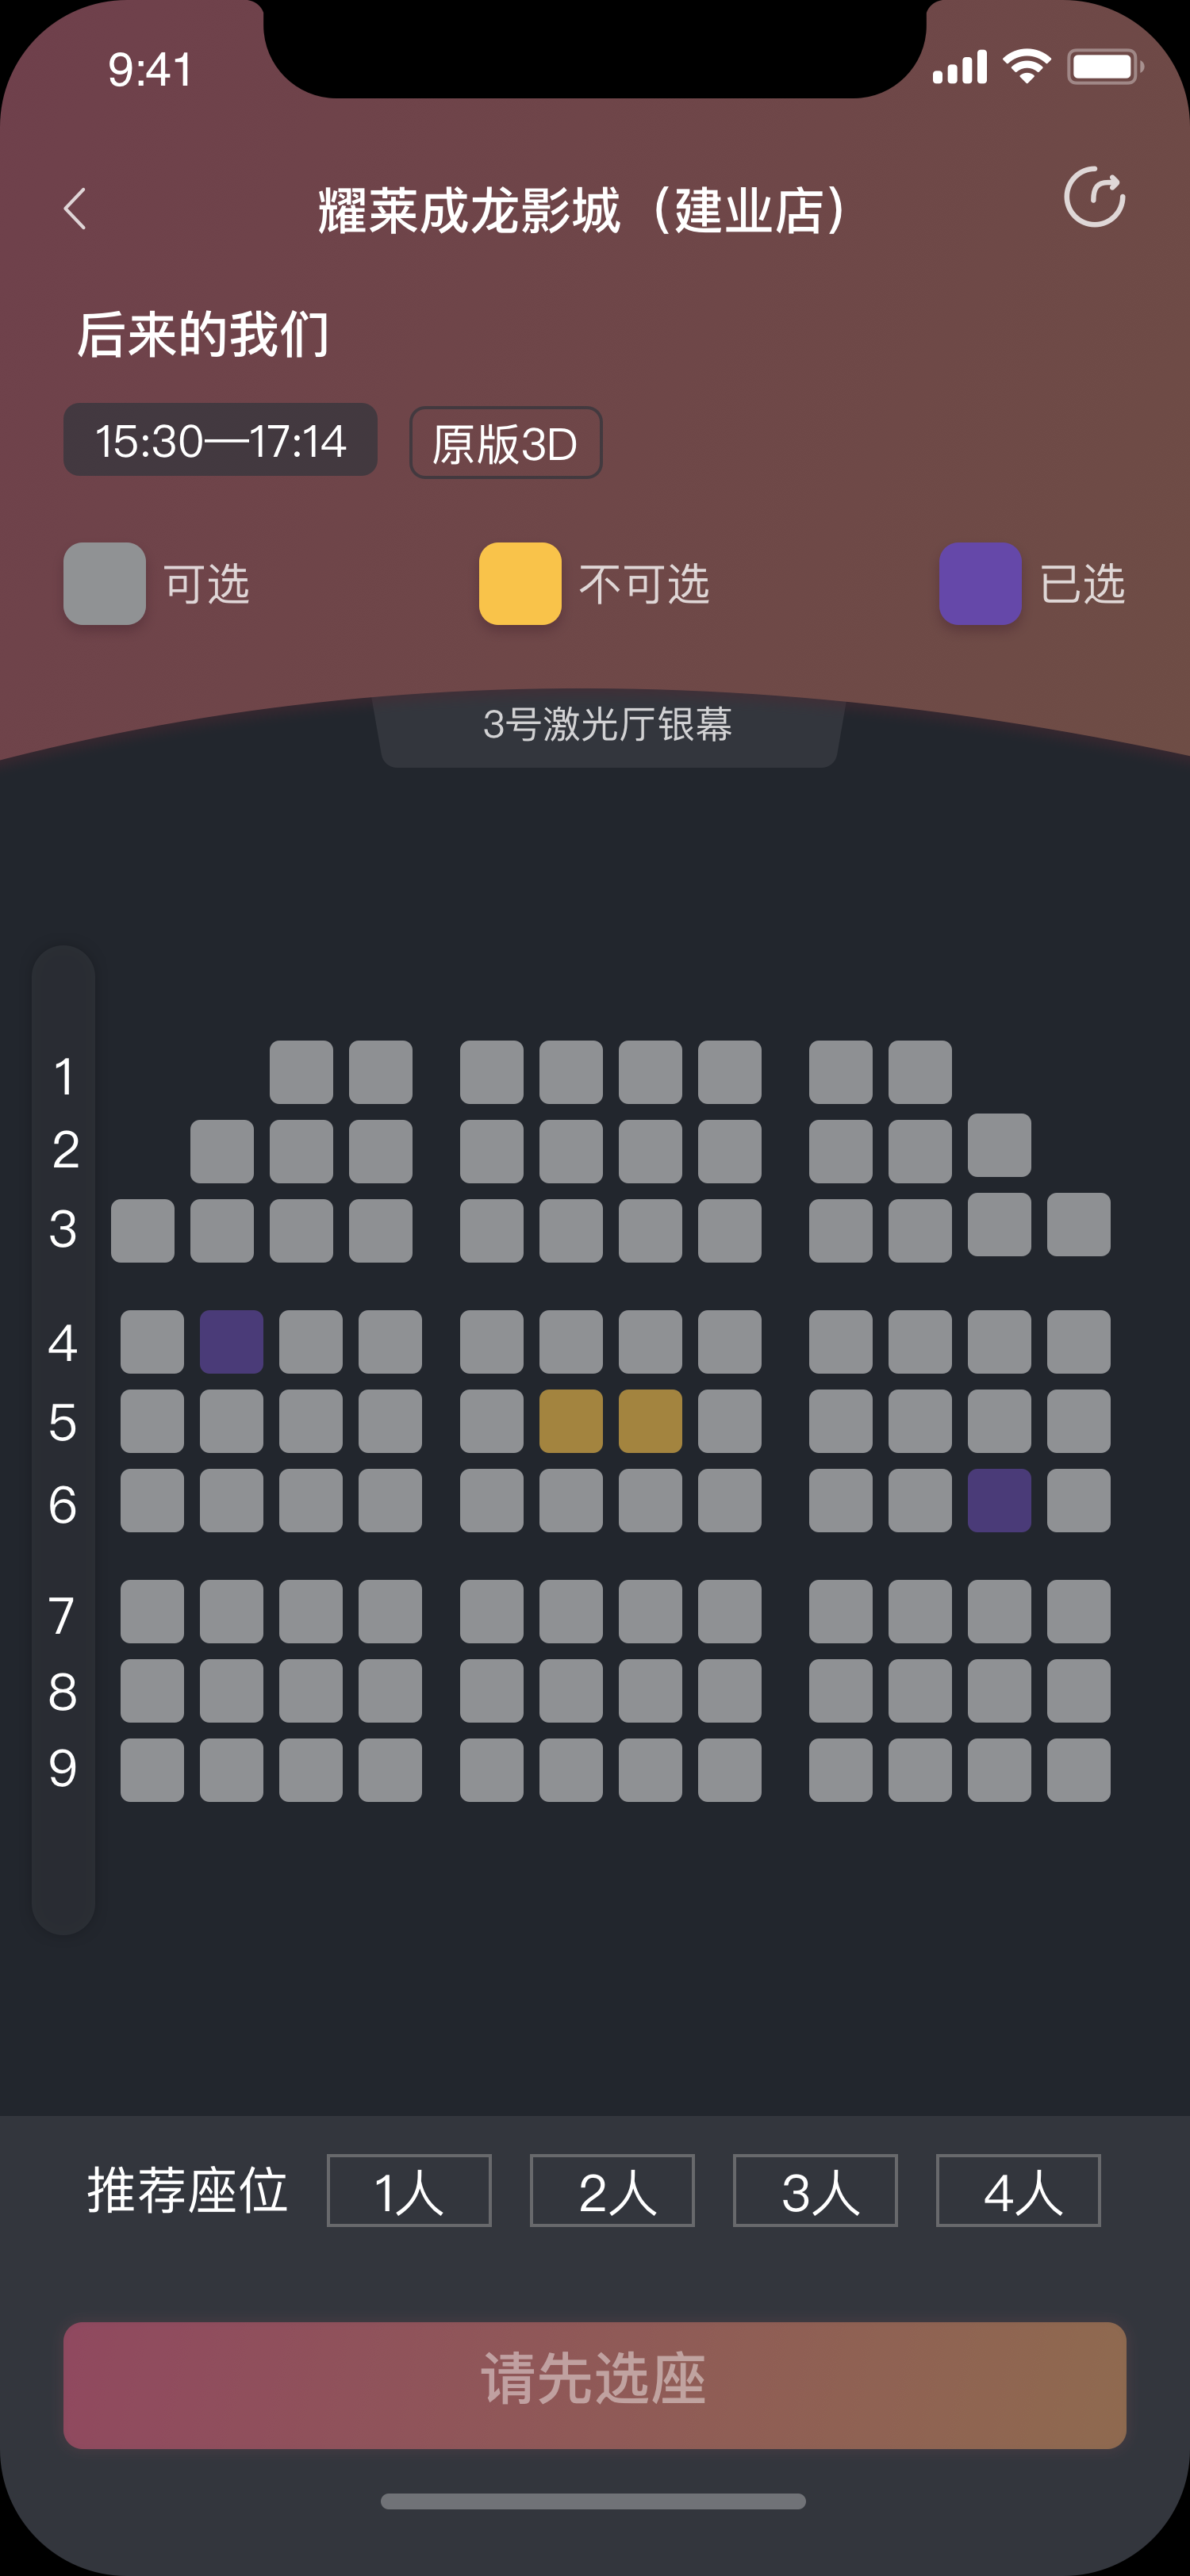 9:41
耀莱成龙影城（建业店）
后来的我们
15:30—17:14 原版3D
可选 不可选 已选
3号激光厅银幕
1
2
3
4
5
6
7
8
9
推荐座位 1人 2人 3人 4人
请先选座